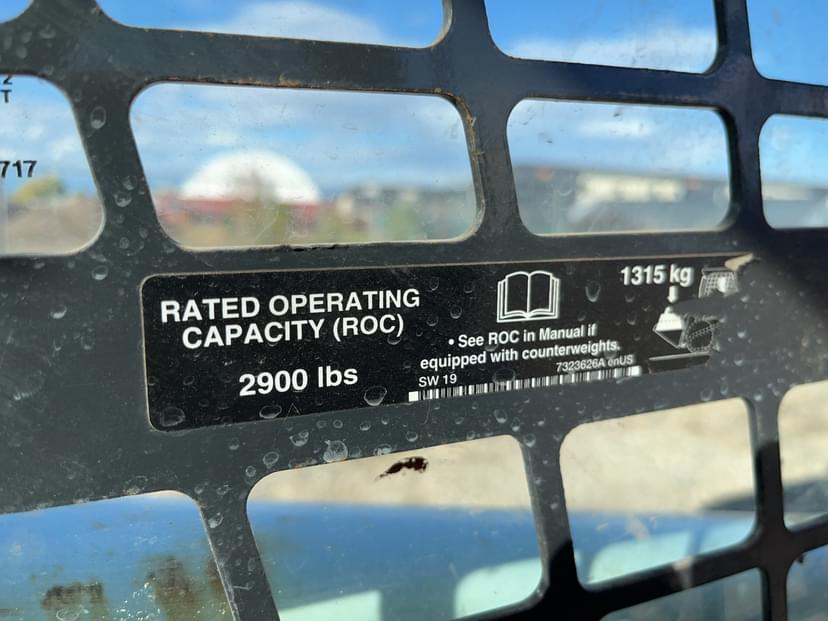 2
T
717
RATED OPERATING
CAPACITY (ROC)
2900 lbs
• See ROC in Manual if
equipped with counterweights.
7323626A enUS
SW 19
1315 kg